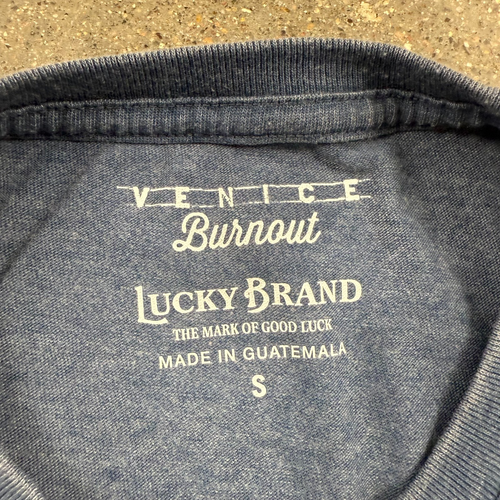 VENICE
Burnout
LUCKY BRAND
THE MARK OF GOOD LUCK
MADE IN GUATEMALA
S